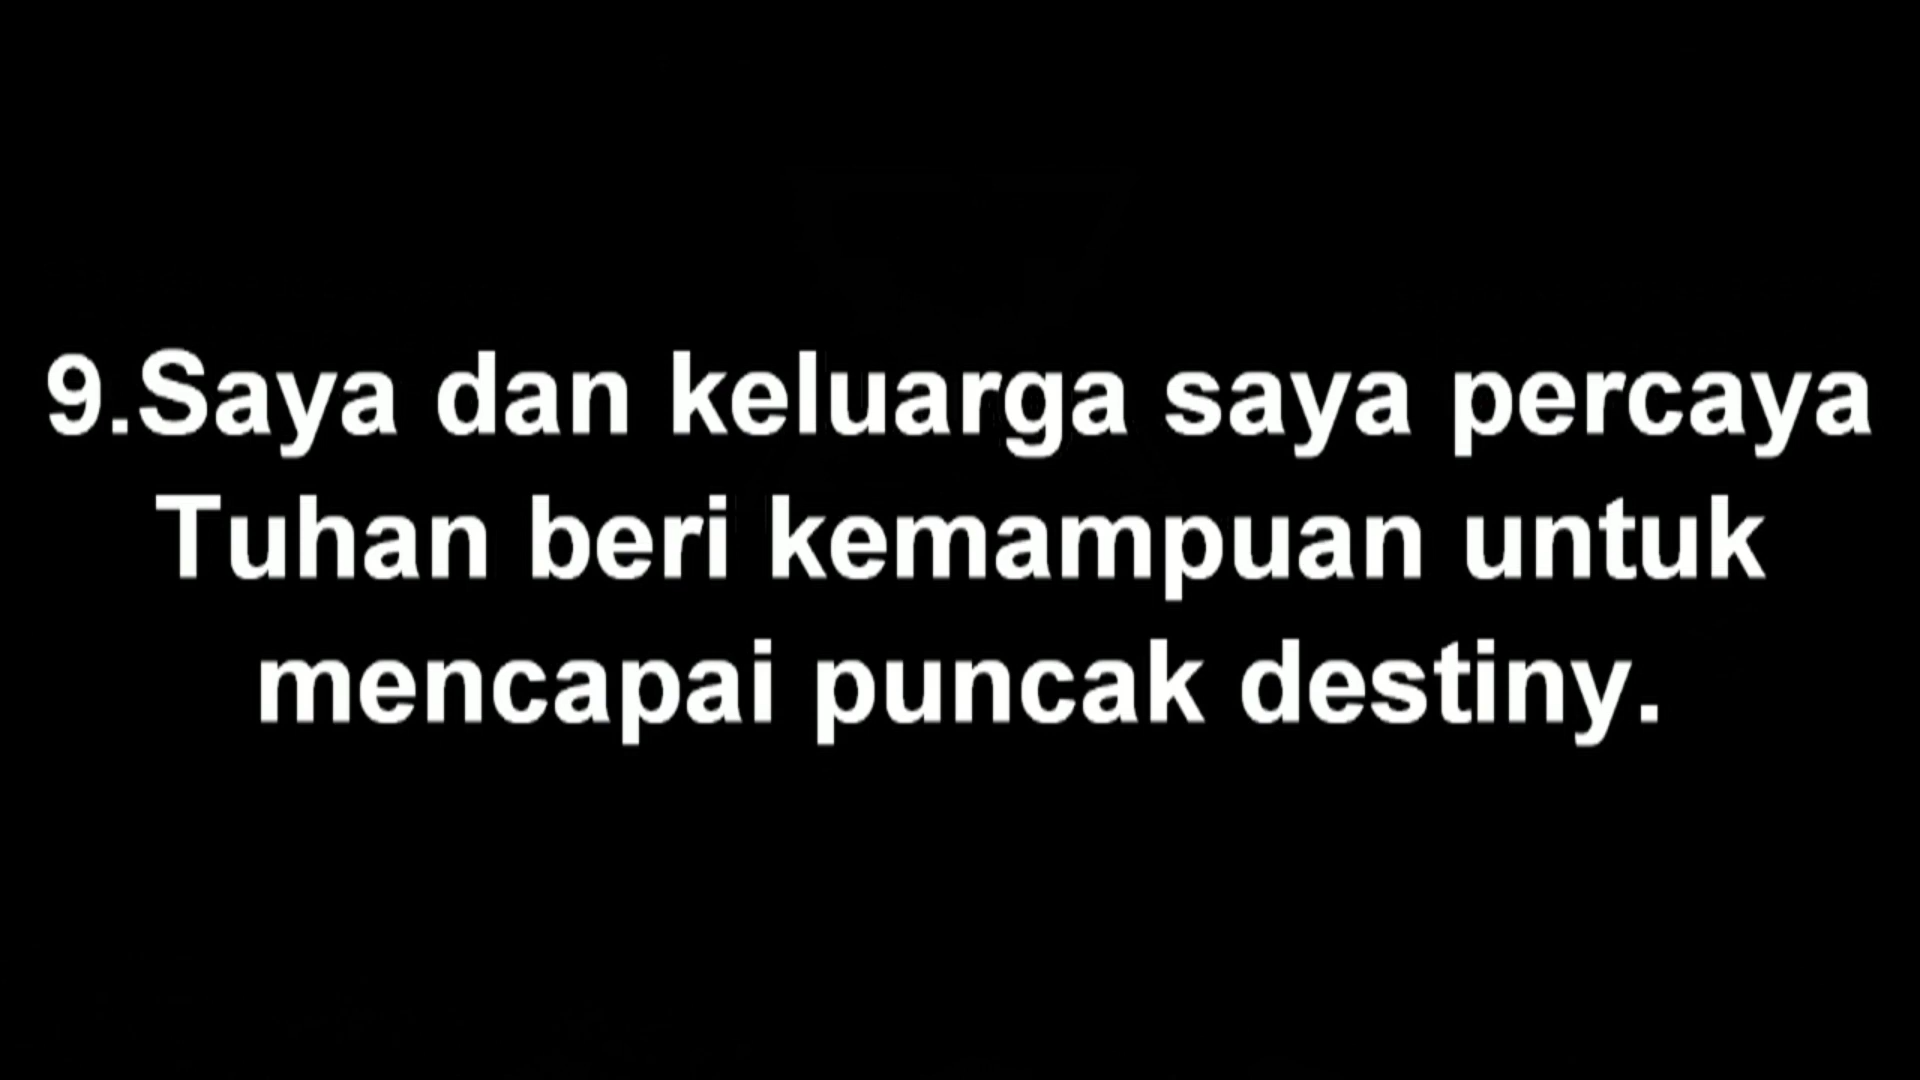 9.Saya dan keluarga saya percaya
Tuhan beri kemampuan untuk
mencapai puncak destiny.